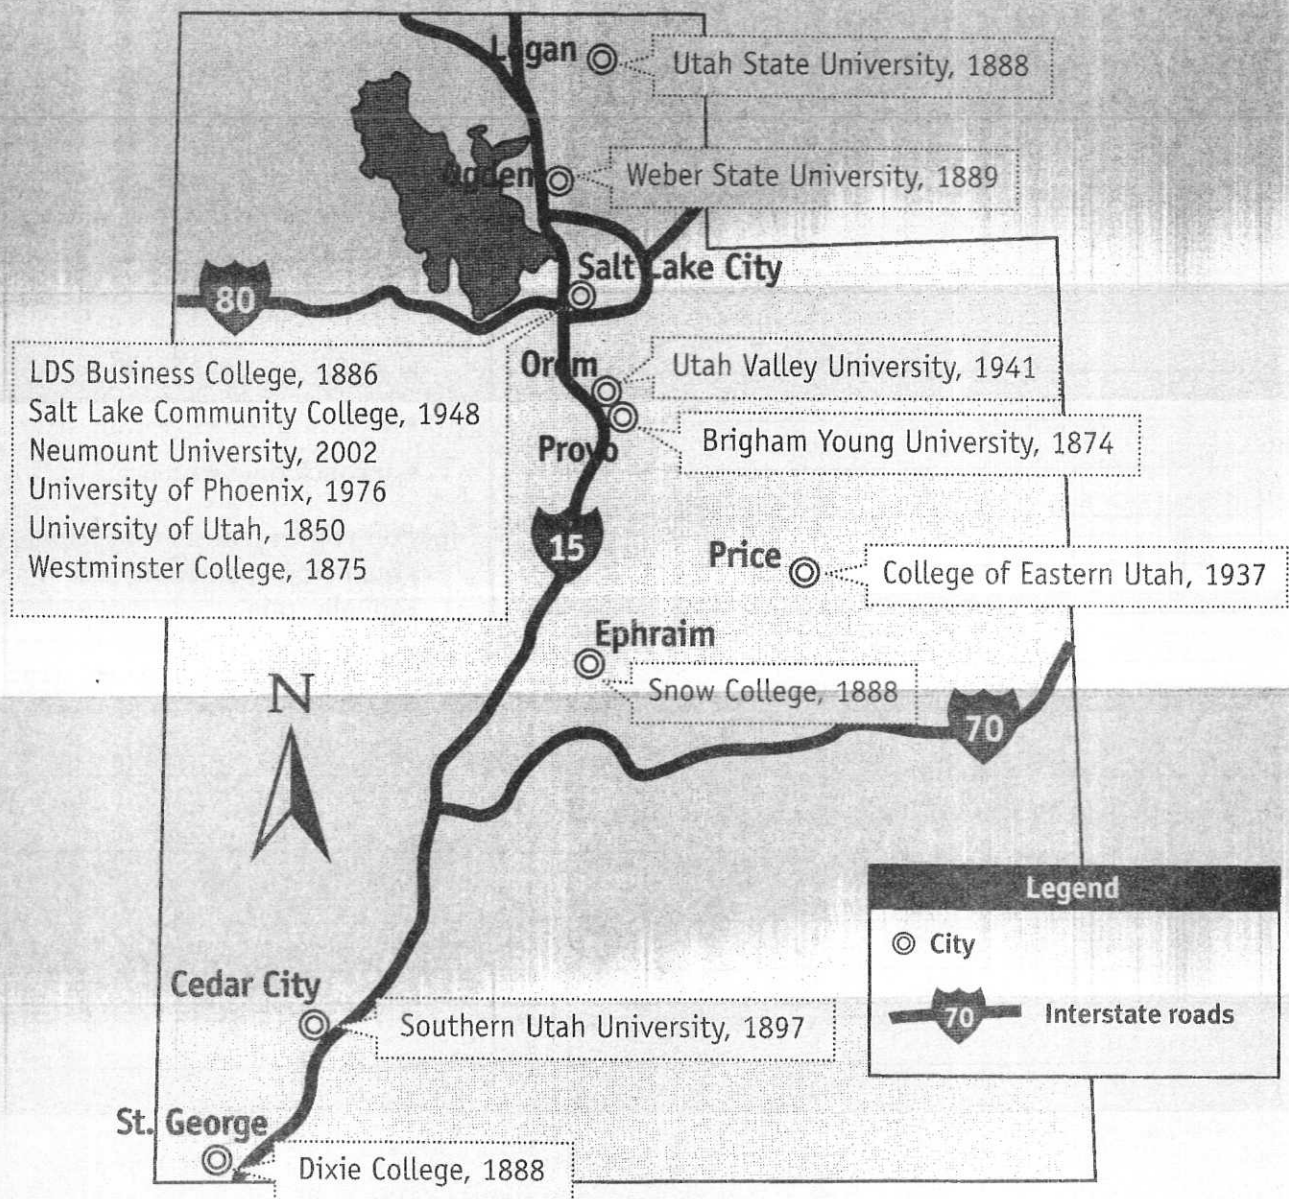 Logan
Utah State University, 1888
Ogden
Weber State University, 1889
Salt Lake City
80
LDS Business College, 1886
Salt Lake Community College, 1948
Neumount University, 2002
University of Phoenix, 1976
University of Utah, 1850
Westminster College, 1875
Orem
Utah Valley University, 1941
Brigham Young University, 1874
Provo
15
Price
College of Eastern Utah, 1937
Ephraim
Snow College, 1888
N
70
Legend
City
70 Interstate roads
Cedar City
Southern Utah University, 1897
St. George
Dixie College, 1888